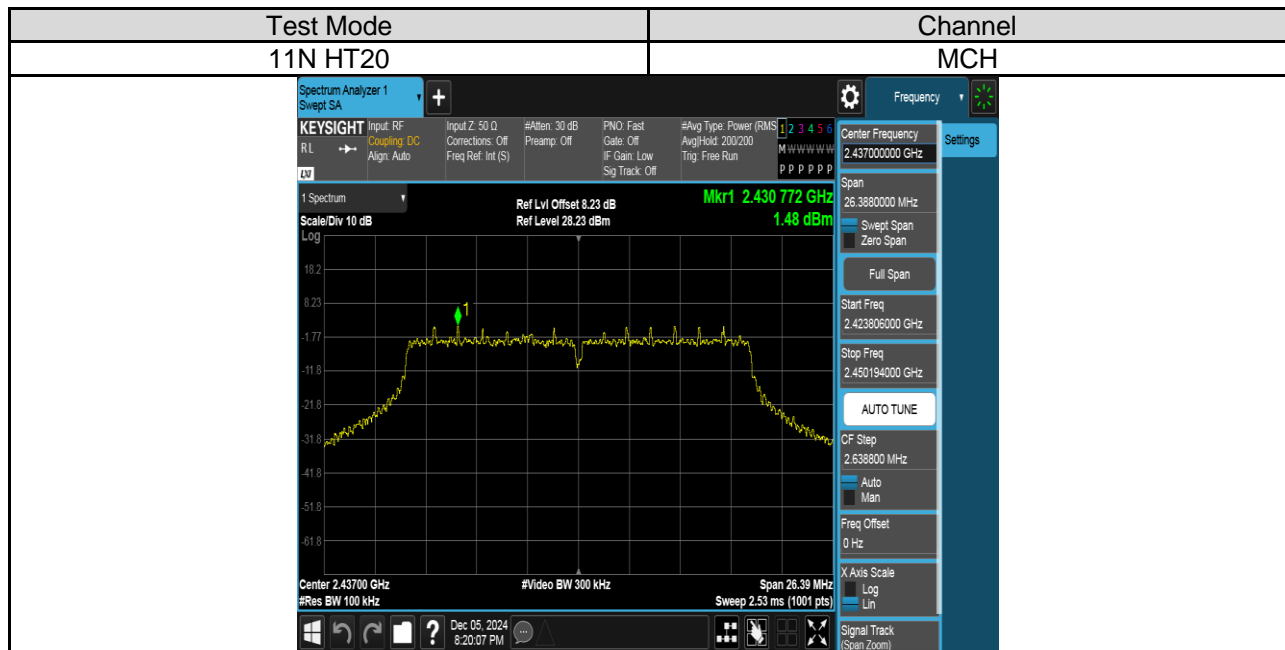 Test Mode Channel
11N HT20 MCH
Spectrum Analyzer 1
Swept SA
+
Frequency
KEYSIGHT
RL
LXI
Input: RF
Coupling: DC
Align: Auto
Input Z: 50 Ω
Corrections: Off
Freq Ref: Int (S)
#Atten: 30 dB
Preamp: Off
PNO: Fast
Gate: Off
IF Gain: Low
Sig Track: Off
#Avg Type: Power (RMS
Avg|Hold: 200/200
Trig: Free Run
1 2 3 4 5 6
M W W W W W
P P P P P P
Settings
1 Spectrum
Scale/Div 10 dB
Log
Ref Lvl Offset 8.23 dB
Ref Level 28.23 dBm
Mkr1 2.430 772 GHz
1.48 dBm
18.2
8.23
-1.77
-11.8
-21.8
-31.8
-41.8
-51.8
-61.8
1
Center 2.43700 GHz
#Res BW 100 kHz
#Video BW 300 kHz
Span 26.39 MHz
Sweep 2.53 ms (1001 pts)
Center Frequency
2.437000000 GHz
Span
26.3880000 MHz
Swept Span
Zero Span
Full Span
Start Freq
2.423806000 GHz
Stop Freq
2.450194000 GHz
AUTO TUNE
CF Step
2.638800 MHz
Auto
Man
Freq Offset
0 Hz
X Axis Scale
Log
Lin
Signal Track
(Span Zoom)
?
Dec 05, 2024
8:20:07 PM